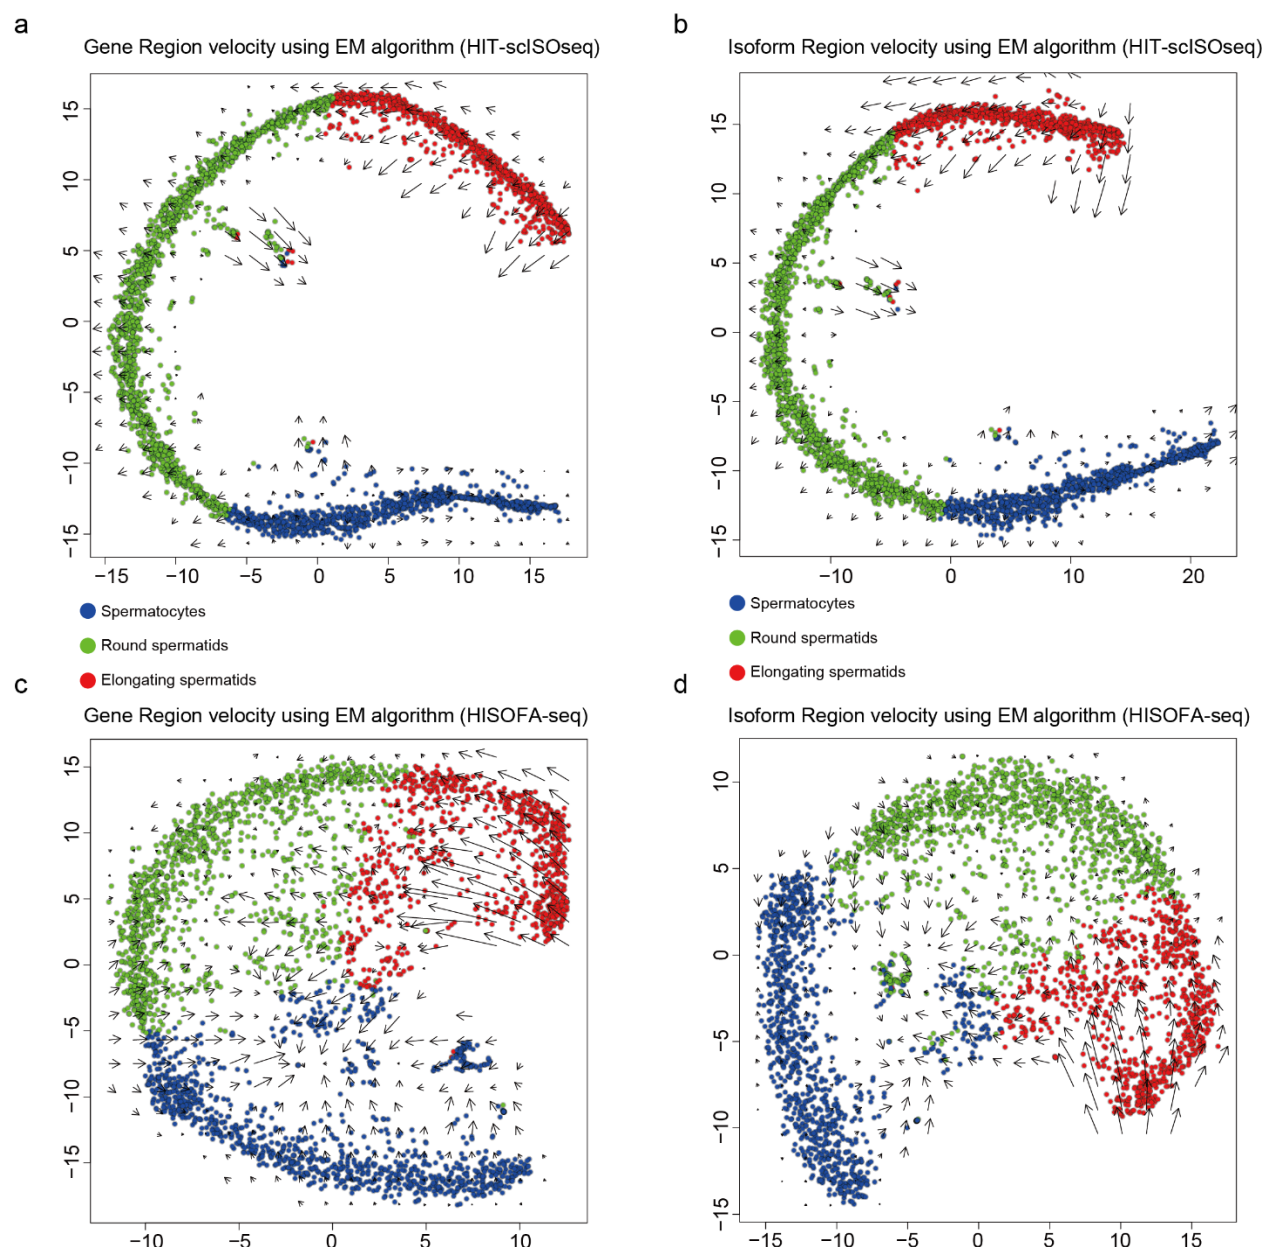 a
Gene Region velocity using EM algorithm (HIT-scISOseq)
15
10
5
0
−5
−10
−15
−15 −10 −5 0 5 10 15
Spermatocytes
Round spermatids
Elongating spermatids
b
Isoform Region velocity using EM algorithm (HIT-scISOseq)
15
10
5
0
−5
−10
−15
−10 0 10 20
Spermatocytes
Round spermatids
Elongating spermatids
c
Gene Region velocity using EM algorithm (HISOFA-seq)
15
10
5
0
−5
−10
−15
−10 −5 0 5 10
d
Isoform Region velocity using EM algorithm (HISOFA-seq)
10
5
0
−5
−10
−15
−15 −10 −5 0 5 10 15